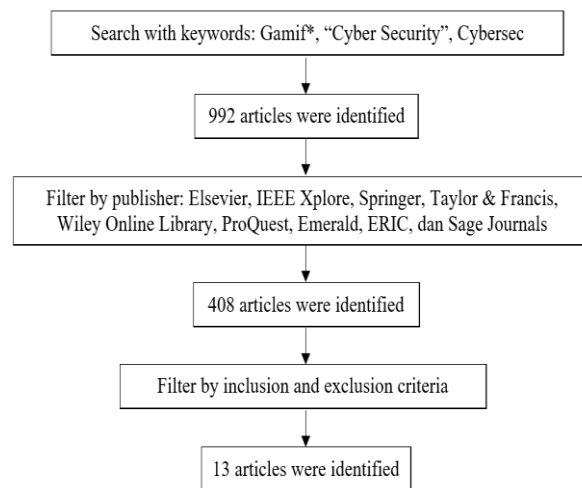 Search with keywords: Gamif*, “Cyber Security”, Cybersec
992 articles were identified
Filter by publisher: Elsevier, IEEE Xplore, Springer, Taylor & Francis,
Wiley Online Library, ProQuest, Emerald, ERIC, dan Sage Journals
408 articles were identified
Filter by inclusion and exclusion criteria
13 articles were identified